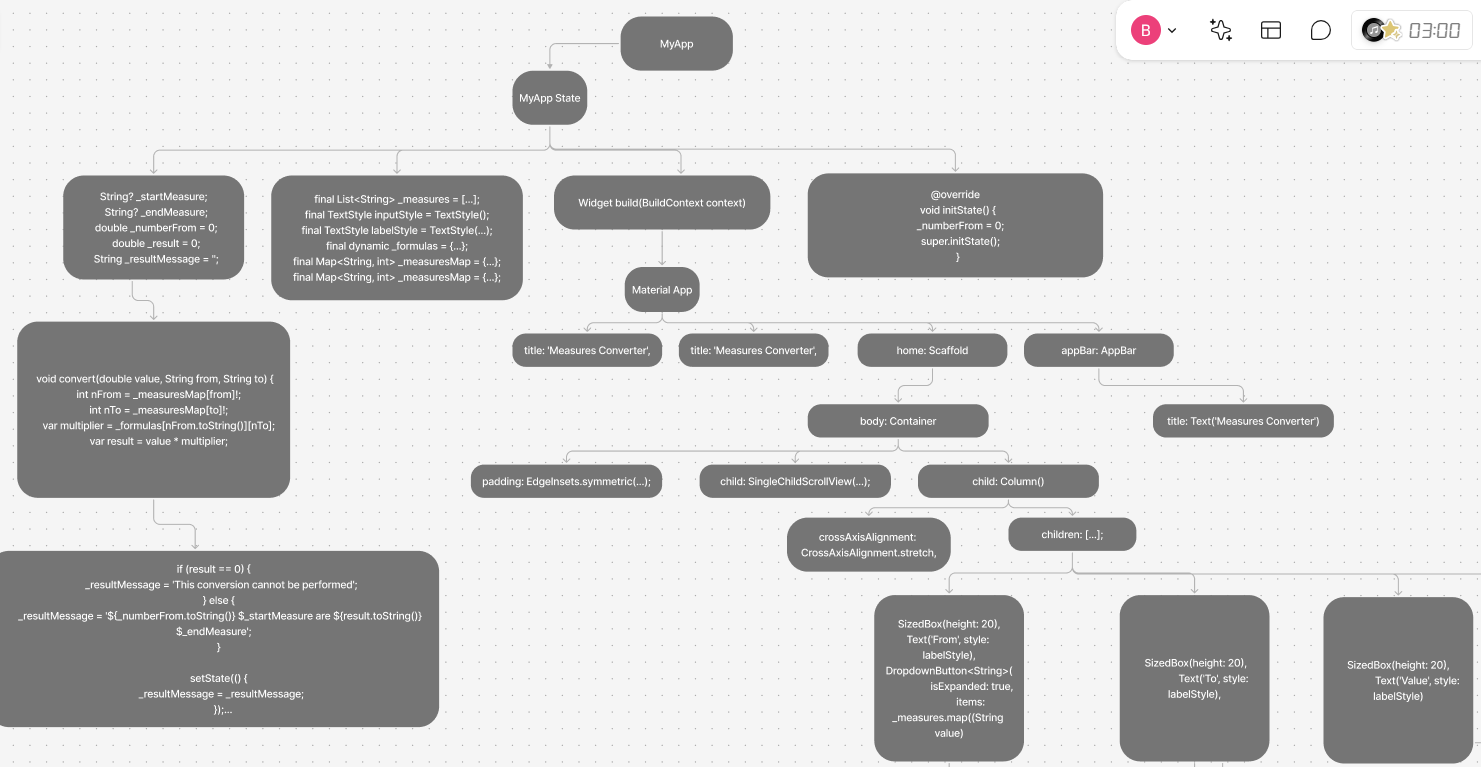 B
03:00
MyApp
MyApp State
String? _startMeasure;
String? _endMeasure;
double _numberFrom = 0;
double _result = 0;
String _resultMessage = '';
final List<String> _measures = [...];
final TextStyle inputStyle = TextStyle();
final TextStyle labelStyle = TextStyle(...);
final dynamic _formulas = {...};
final Map<String, int> _measuresMap = {...};
final Map<String, int> _measuresMap = {...};
Widget build(BuildContext context)
@override
void initState() {
_numberFrom = 0;
super.initState();
}
Material App
title: 'Measures Converter',
title: 'Measures Converter',
home: Scaffold
appBar: AppBar
void convert(double value, String from, String to) {
int nFrom = _measuresMap[from]!;
int nTo = _measuresMap[to]!;
var multiplier = _formulas[nFrom.toString()][nTo];
var result = value * multiplier;
body: Container
title: Text('Measures Converter')
padding: EdgeInsets.symmetric(...);
child: SingleChildScrollView(...);
child: Column()
crossAxisAlignment:
CrossAxisAlignment.stretch,
children: [...];
if (result == 0) {
_resultMessage = 'This conversion cannot be performed';
} else {
_resultMessage = '${_numberFrom.toString()} $_startMeasure are ${result.toString()}
$_endMeasure';
}
setState(() {
_resultMessage = _resultMessage;
});...
SizedBox(height: 20),
Text('From', style:
labelStyle),
DropdownButton<String>(
isExpanded: true,
items:
_measures.map((String
value)
SizedBox(height: 20),
Text('To', style:
labelStyle),
SizedBox(height: 20),
Text('Value', style:
labelStyle)